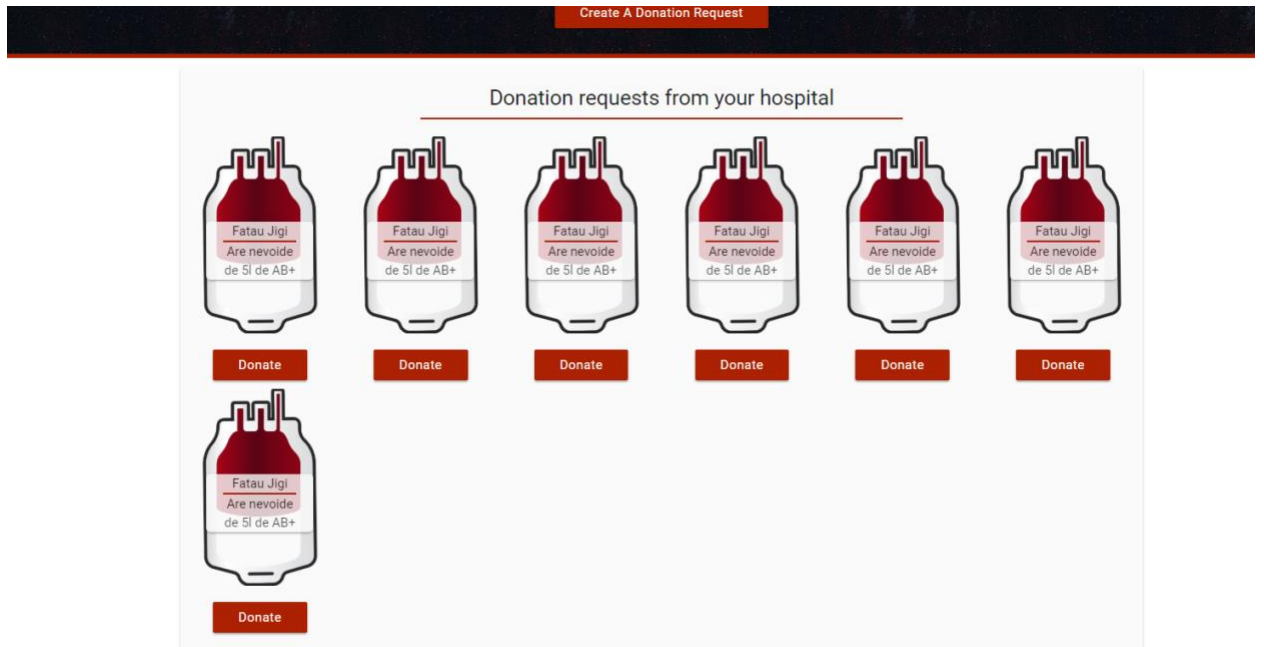 Create A Donation Request
Donation requests from your hospital
Fatau Jigi
Are nevoide
de 5l de AB+
Donate
Fatau Jigi
Are nevoide
de 5l de AB+
Donate
Fatau Jigi
Are nevoide
de 5l de AB+
Donate
Fatau Jigi
Are nevoide
de 5l de AB+
Donate
Fatau Jigi
Are nevoide
de 5l de AB+
Donate
Fatau Jigi
Are nevoide
de 5l de AB+
Donate
Fatau Jigi
Are nevoide
de 5l de AB+
Donate